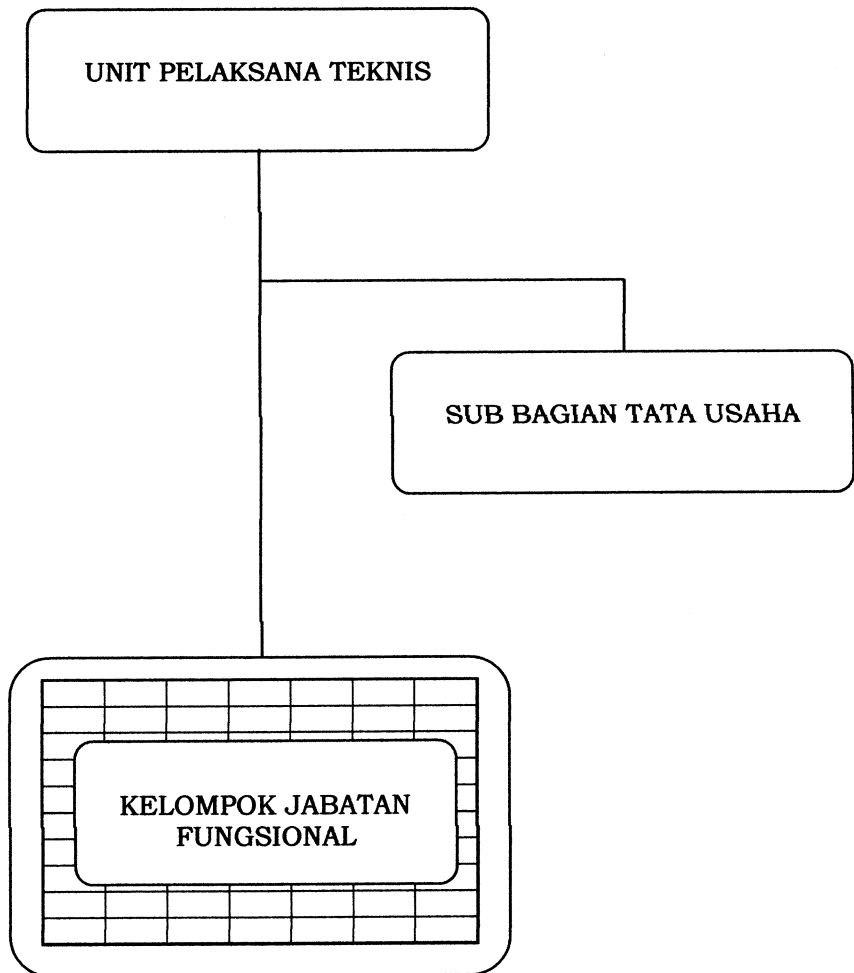 UNIT PELAKSANA TEKNIS
SUB BAGIAN TATA USAHA
KELOMPOK JABATAN
FUNGSIONAL